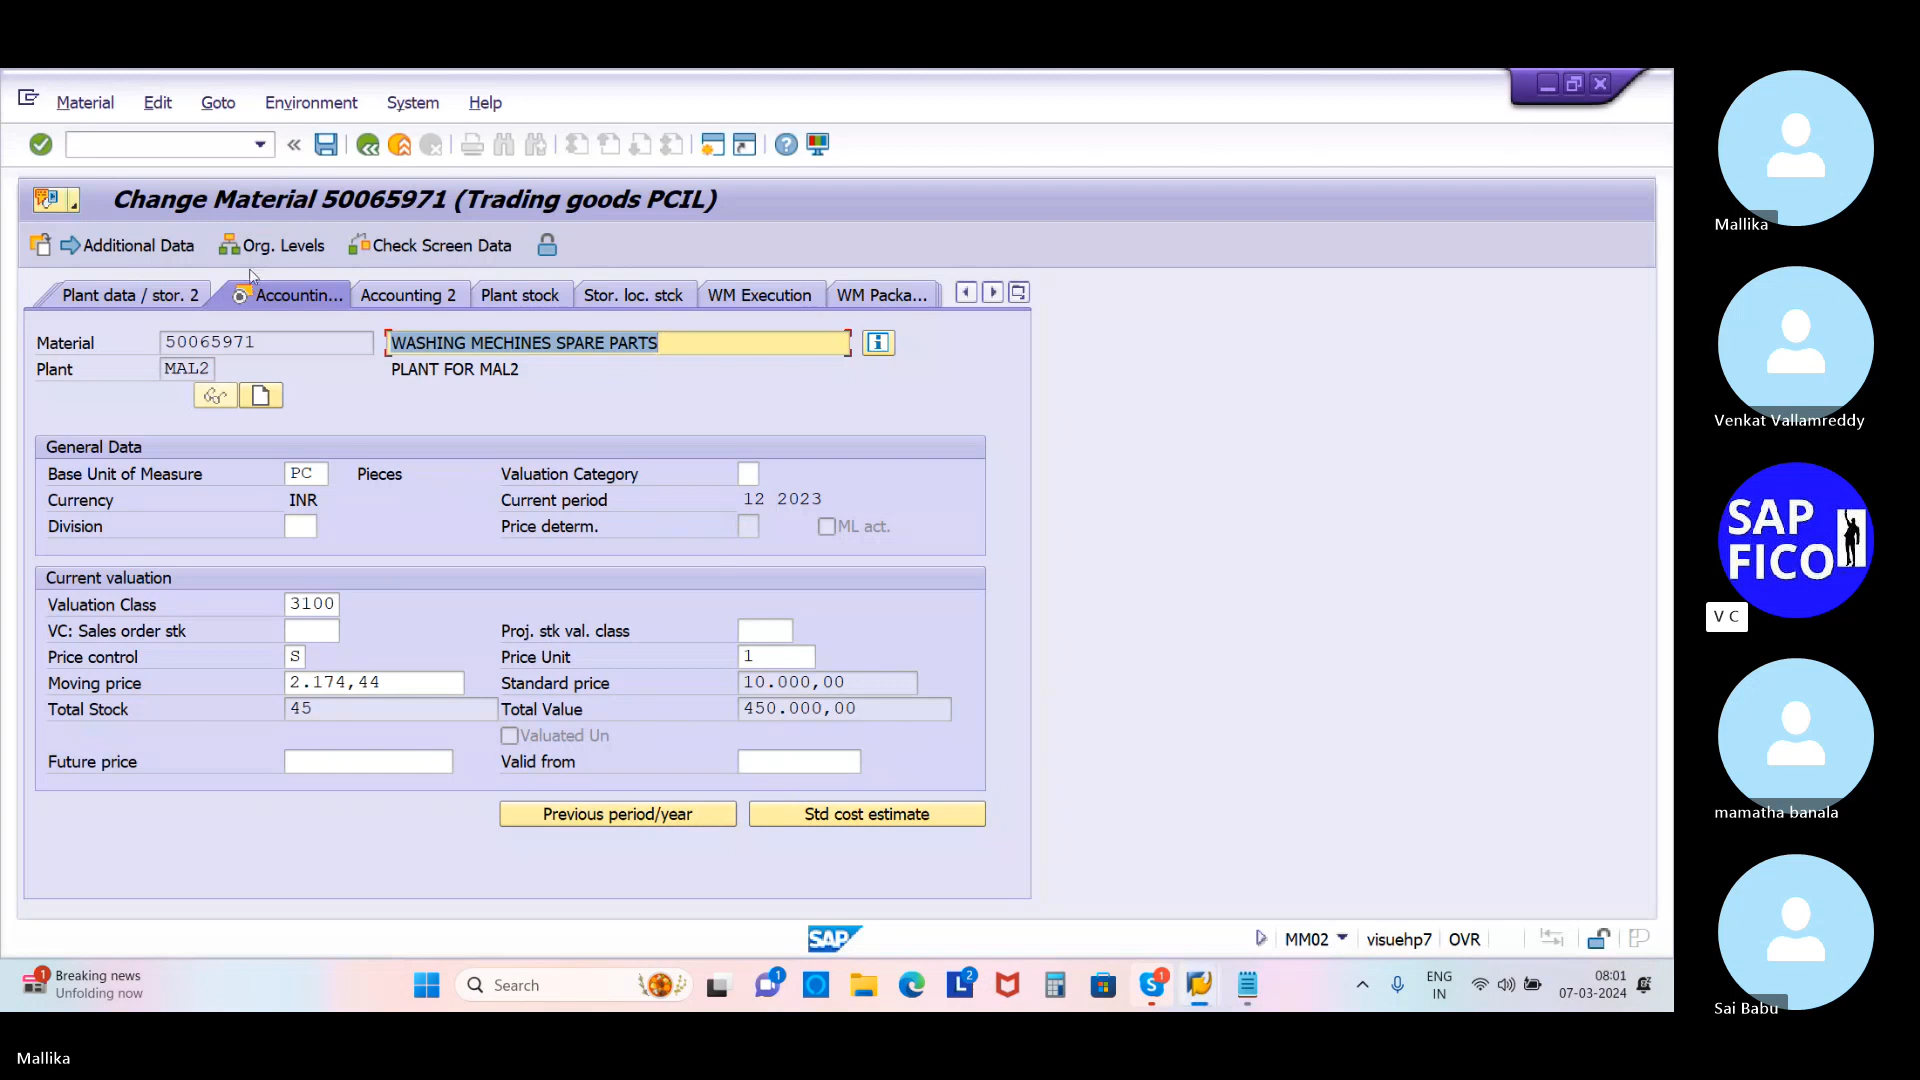 Material Edit Goto Environment System Help
Change Material 50065971 (Trading goods PCIL)
Additional Data Org. Levels Check Screen Data
Plant data / stor. 2 Accountin... Accounting 2 Plant stock Stor. loc. stck WM Execution WM Packa...
Material 50065971 WASHING MECHINES SPARE PARTS
Plant MAL2 PLANT FOR MAL2
General Data
Base Unit of Measure PC Pieces Valuation Category
Currency INR Current period 12 2023
Division Price determ. ML act.
Current valuation
Valuation Class 3100
VC: Sales order stk Proj. stk val. class
Price control S Price Unit 1
Moving price 2.174,44 Standard price 10.000,00
Total Stock 45 Total Value 450.000,00
Valuated Un
Future price Valid from
Previous period/year Std cost estimate
SAP MM02 visuehp7 OVR
1 Breaking news
Unfolding now
Search 1 L 2 S 1
ENG
IN
08:01
07-03-2024
Mallika
Venkat Vallamreddy
SAP
FICO
V C
mamatha banala
Sai Babu
Mallika